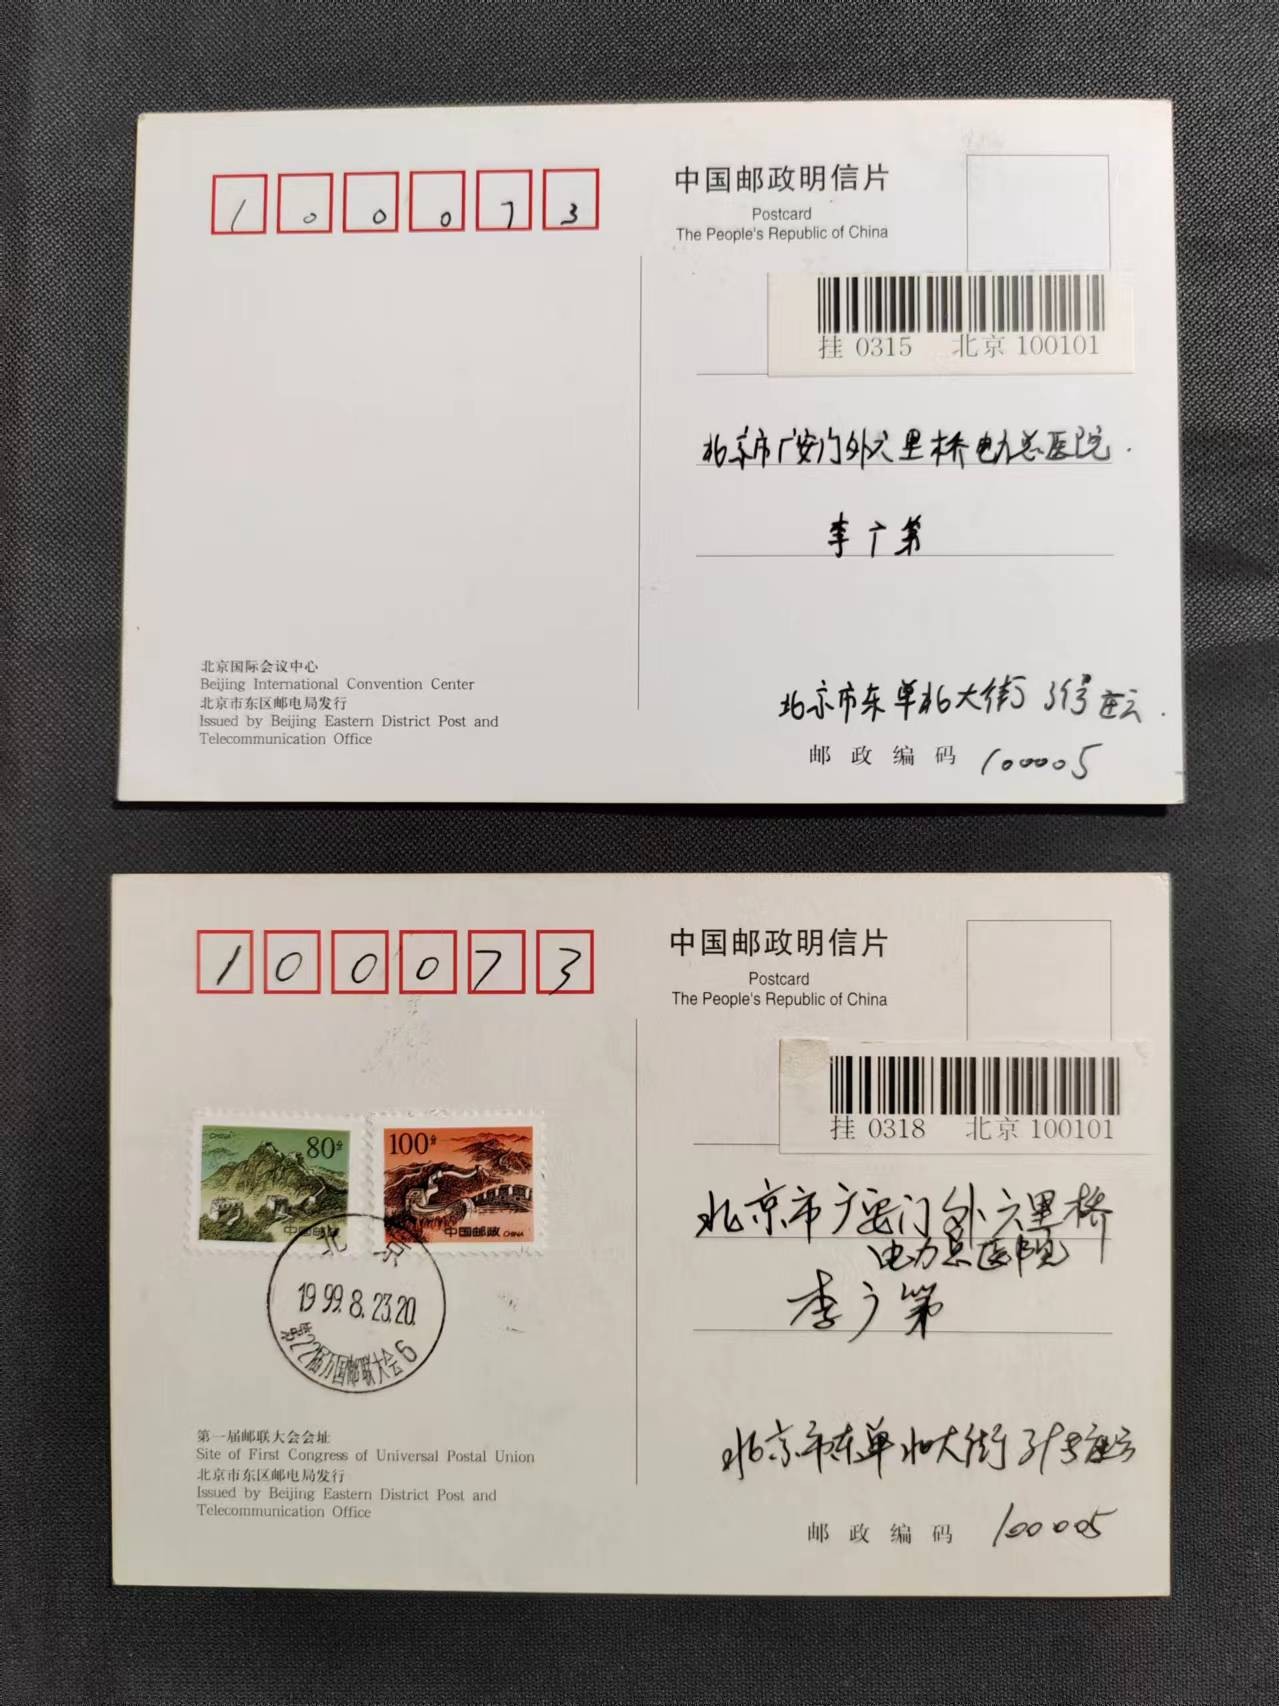 100073
中国邮政明信片
Postcard
The People's Republic of China
挂 0315 北京 100101
北京市广安门外六里桥电力总医院.
李广第
北京国际会议中心
Beijing International Convention Center
北京市东区邮电局发行
Issued by Beijing Eastern District Post and
Telecommunication Office
北京市东单北大街 号
邮政编码 100005
100073
中国邮政明信片
Postcard
The People's Republic of China
挂 0318 北京 100101
CHINA 80分
中国邮政
100分
中国邮政 CHINA
北京
1999.8.23.20
第22届万国邮联大会6
北京市广安门外六里桥
电力总医院
李广第
第一届邮联大会会址
Site of First Congress of Universal Postal Union
北京市东区邮电局发行
Issued by Beijing Eastern District Post and
Telecommunication Office
北京市东单北大街 号
邮政编码 100005